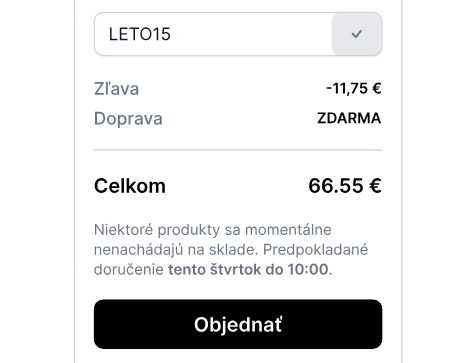 LETO15
Zľava -11,75 €
Doprava ZDARMA
Celkom 66.55 €
Niektoré produkty sa momentálne
nenachádajú na sklade. Predpokladané
doručenie tento štvrtok do 10:00.
Objednať